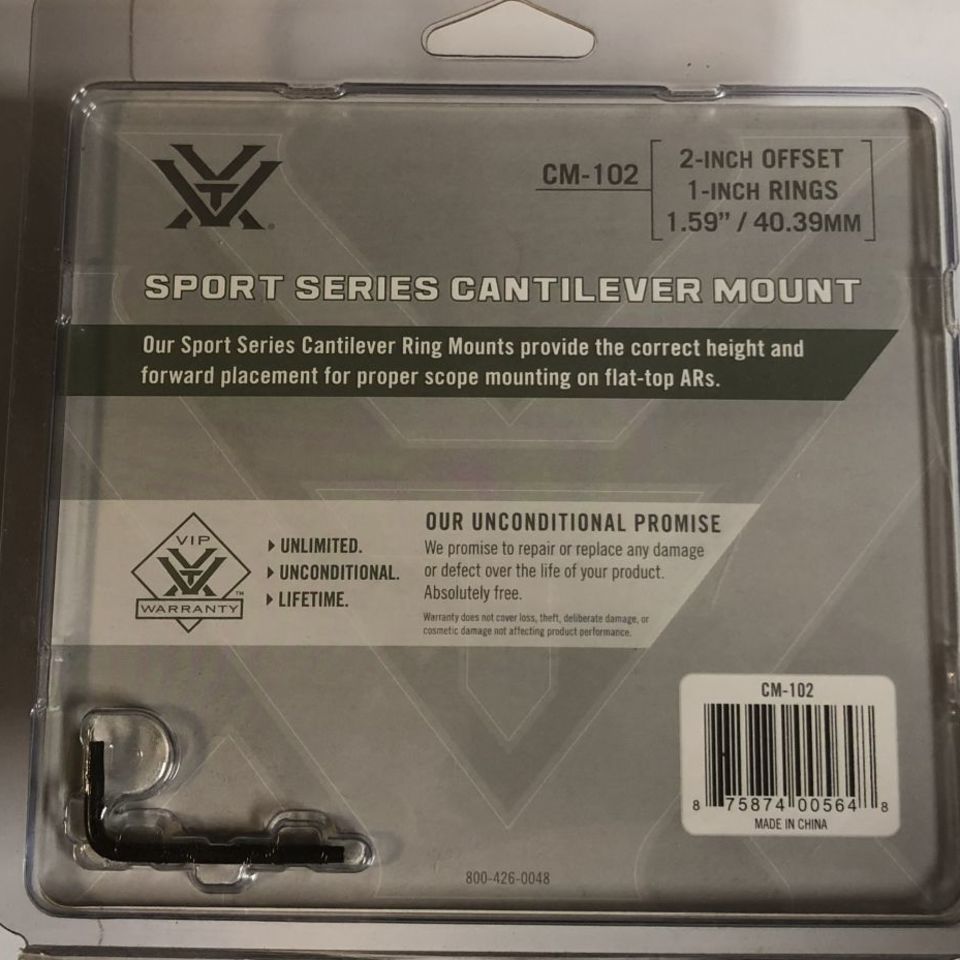 CM-102
2-INCH OFFSET
1-INCH RINGS
1.59” / 40.39MM
SPORT SERIES CANTILEVER MOUNT
Our Sport Series Cantilever Ring Mounts provide the correct height and
forward placement for proper scope mounting on flat-top ARs.
VIP
WARRANTY™
UNLIMITED.
UNCONDITIONAL.
LIFETIME.
OUR UNCONDITIONAL PROMISE
We promise to repair or replace any damage
or defect over the life of your product.
Absolutely free.
Warranty does not cover loss, theft, deliberate damage, or
cosmetic damage not affecting product performance.
CM-102
8 75874 00564 8
MADE IN CHINA
800-426-0048